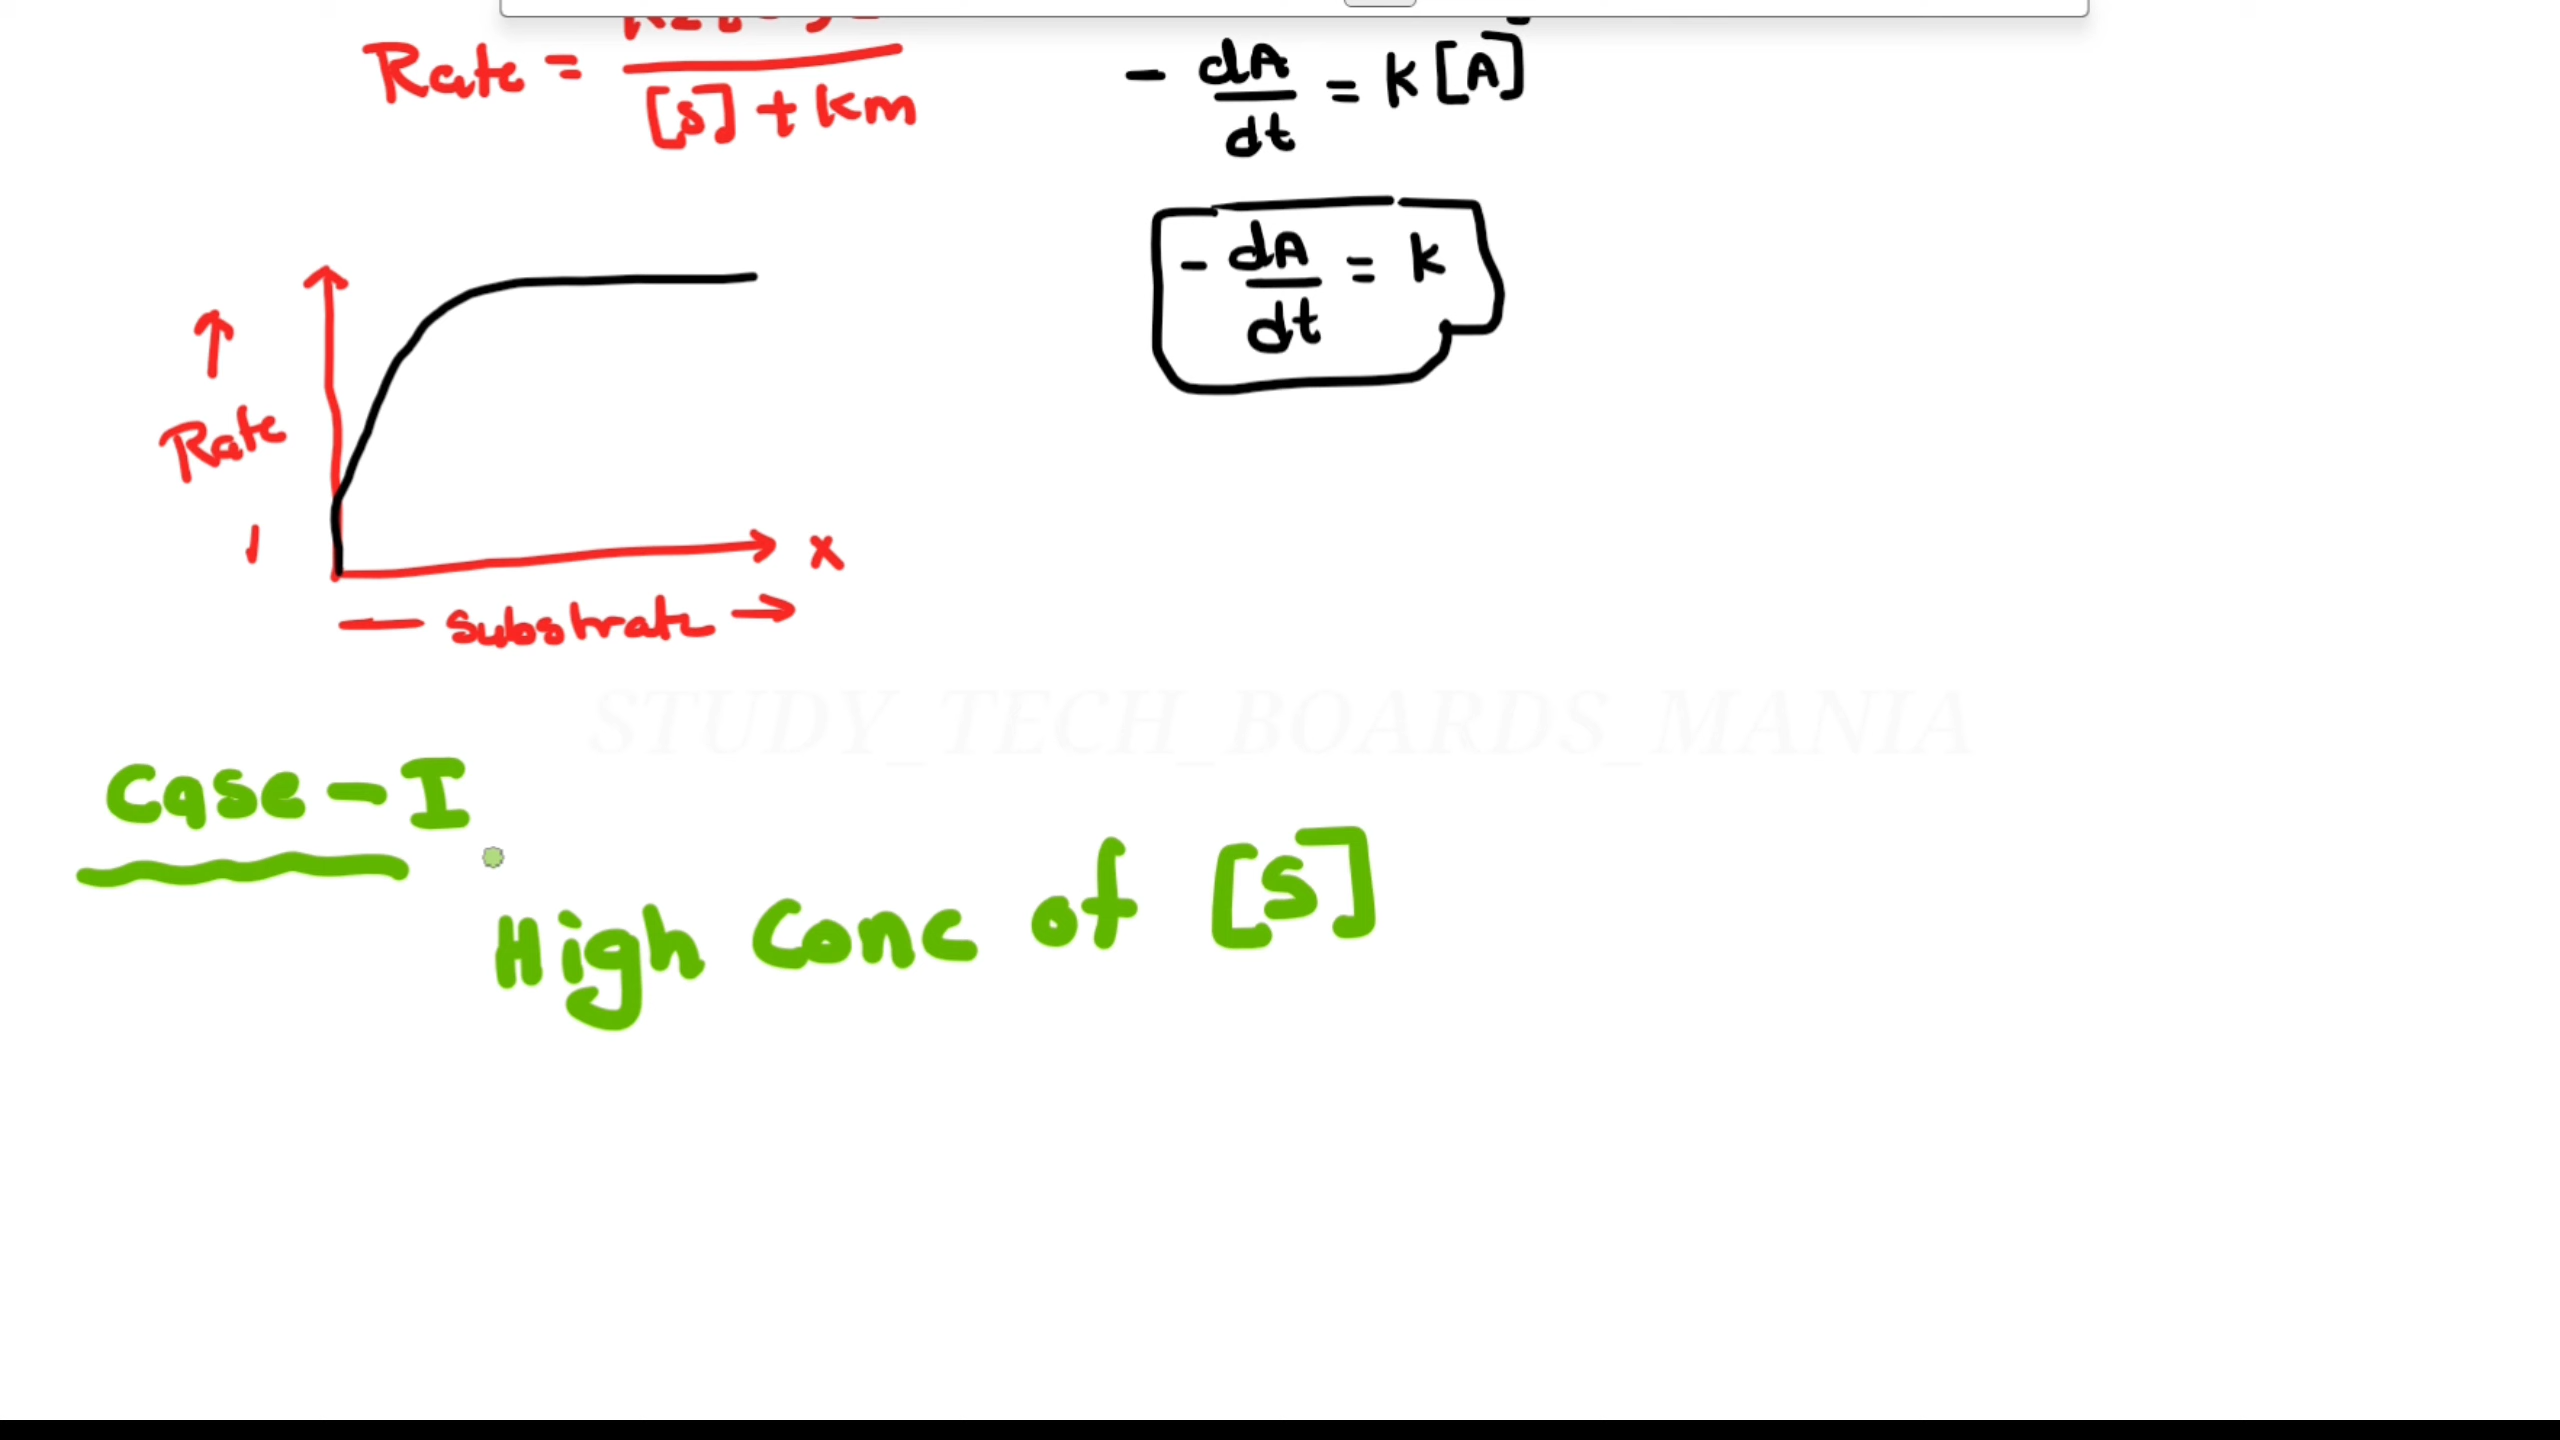 Rate =
[s] + km
- dA/dt = k[A]
- dA/dt = k
Rate
x
substrate
STUDY_TECH_BOARDS_MANIA
Case - I
High Conc of [s]